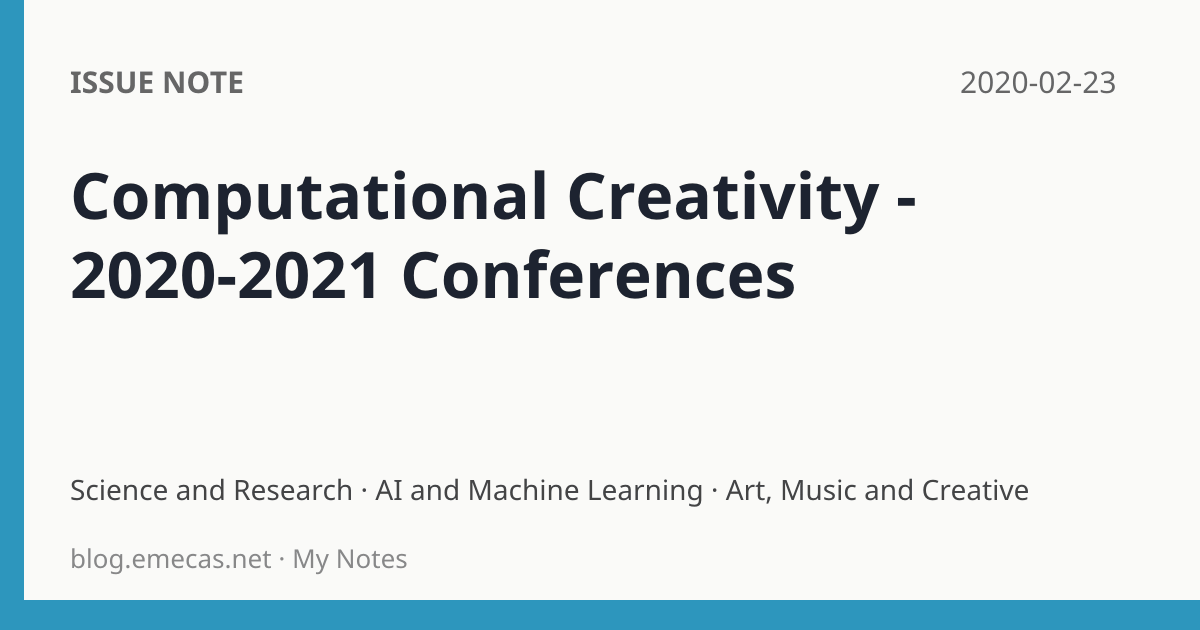 ISSUE NOTE
2020-02-23
Computational Creativity -
2020-2021 Conferences
Science and Research · AI and Machine Learning · Art, Music and Creative
blog.emecas.net · My Notes